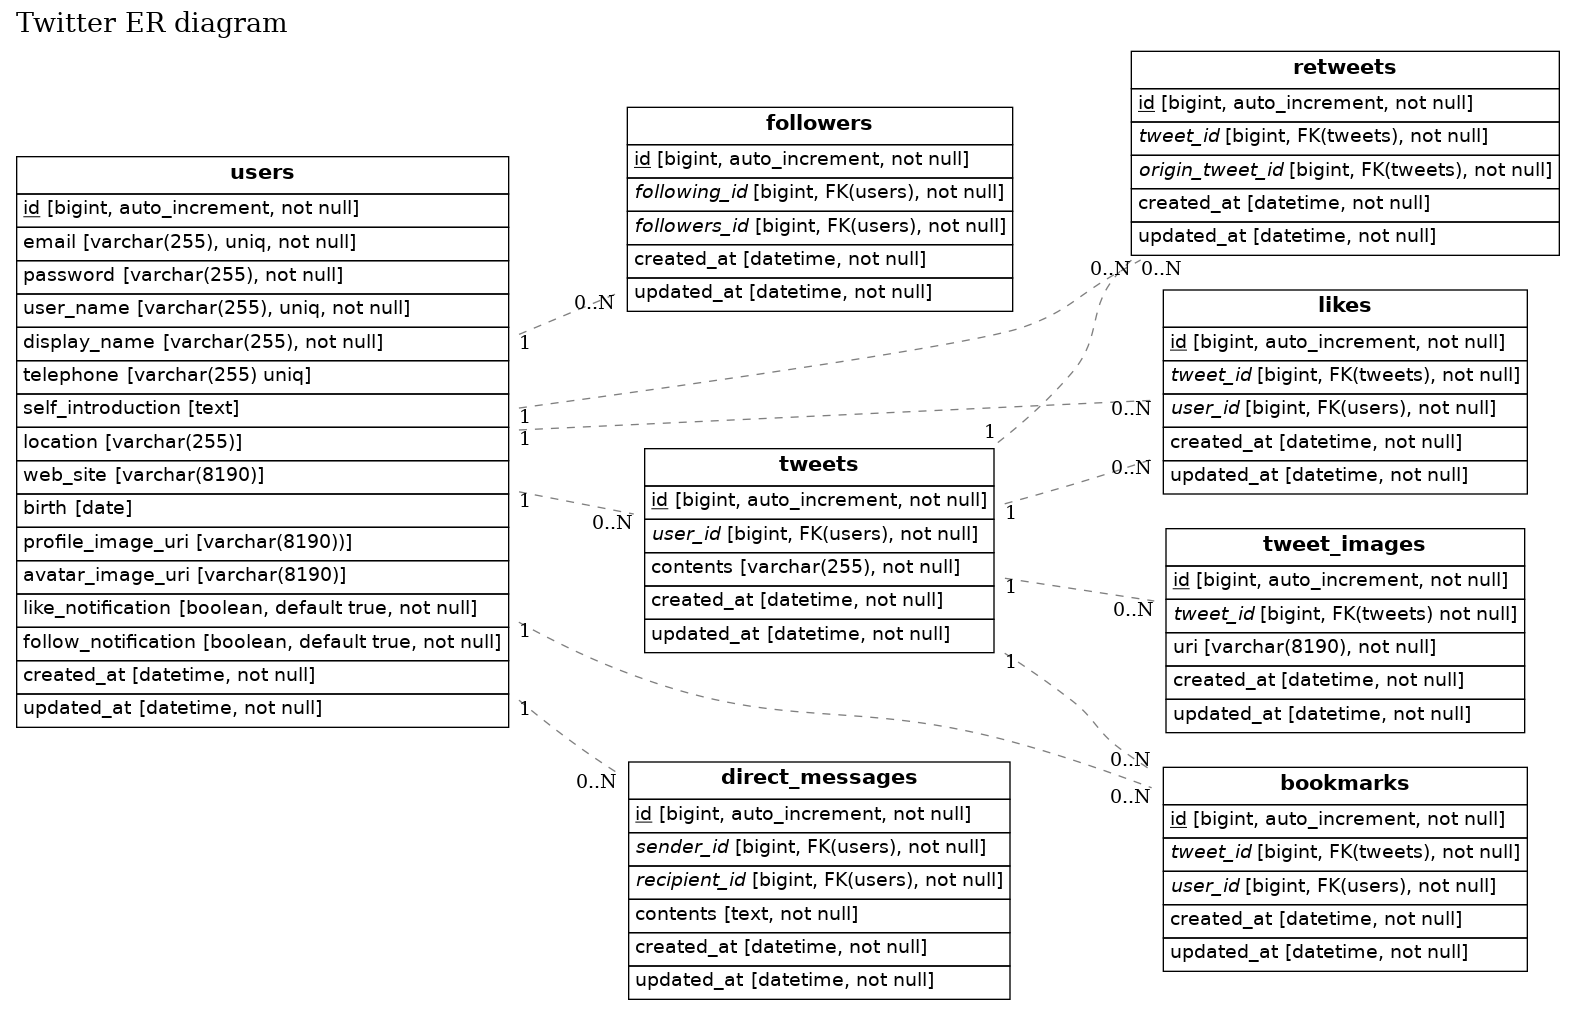 Twitter ER diagram
users
id [bigint, auto_increment, not null]
email [varchar(255), uniq, not null]
password [varchar(255), not null]
user_name [varchar(255), uniq, not null]
display_name [varchar(255), not null]
telephone [varchar(255) uniq]
self_introduction [text]
location [varchar(255)]
web_site [varchar(8190)]
birth [date]
profile_image_uri [varchar(8190))]
avatar_image_uri [varchar(8190)]
like_notification [boolean, default true, not null]
follow_notification [boolean, default true, not null]
created_at [datetime, not null]
updated_at [datetime, not null]
1
1
1
1
1
1
followers
id [bigint, auto_increment, not null]
following_id [bigint, FK(users), not null]
followers_id [bigint, FK(users), not null]
created_at [datetime, not null]
updated_at [datetime, not null]
0..N
tweets
id [bigint, auto_increment, not null]
user_id [bigint, FK(users), not null]
contents [varchar(255), not null]
created_at [datetime, not null]
updated_at [datetime, not null]
0..N
1
1
1
1
direct_messages
id [bigint, auto_increment, not null]
sender_id [bigint, FK(users), not null]
recipient_id [bigint, FK(users), not null]
contents [text, not null]
created_at [datetime, not null]
updated_at [datetime, not null]
0..N
retweets
id [bigint, auto_increment, not null]
tweet_id [bigint, FK(tweets), not null]
origin_tweet_id [bigint, FK(tweets), not null]
created_at [datetime, not null]
updated_at [datetime, not null]
0..N 0..N
likes
id [bigint, auto_increment, not null]
tweet_id [bigint, FK(tweets), not null]
user_id [bigint, FK(users), not null]
created_at [datetime, not null]
updated_at [datetime, not null]
0..N
0..N
tweet_images
id [bigint, auto_increment, not null]
tweet_id [bigint, FK(tweets) not null]
uri [varchar(8190), not null]
created_at [datetime, not null]
updated_at [datetime, not null]
0..N
bookmarks
id [bigint, auto_increment, not null]
tweet_id [bigint, FK(tweets), not null]
user_id [bigint, FK(users), not null]
created_at [datetime, not null]
updated_at [datetime, not null]
0..N
0..N